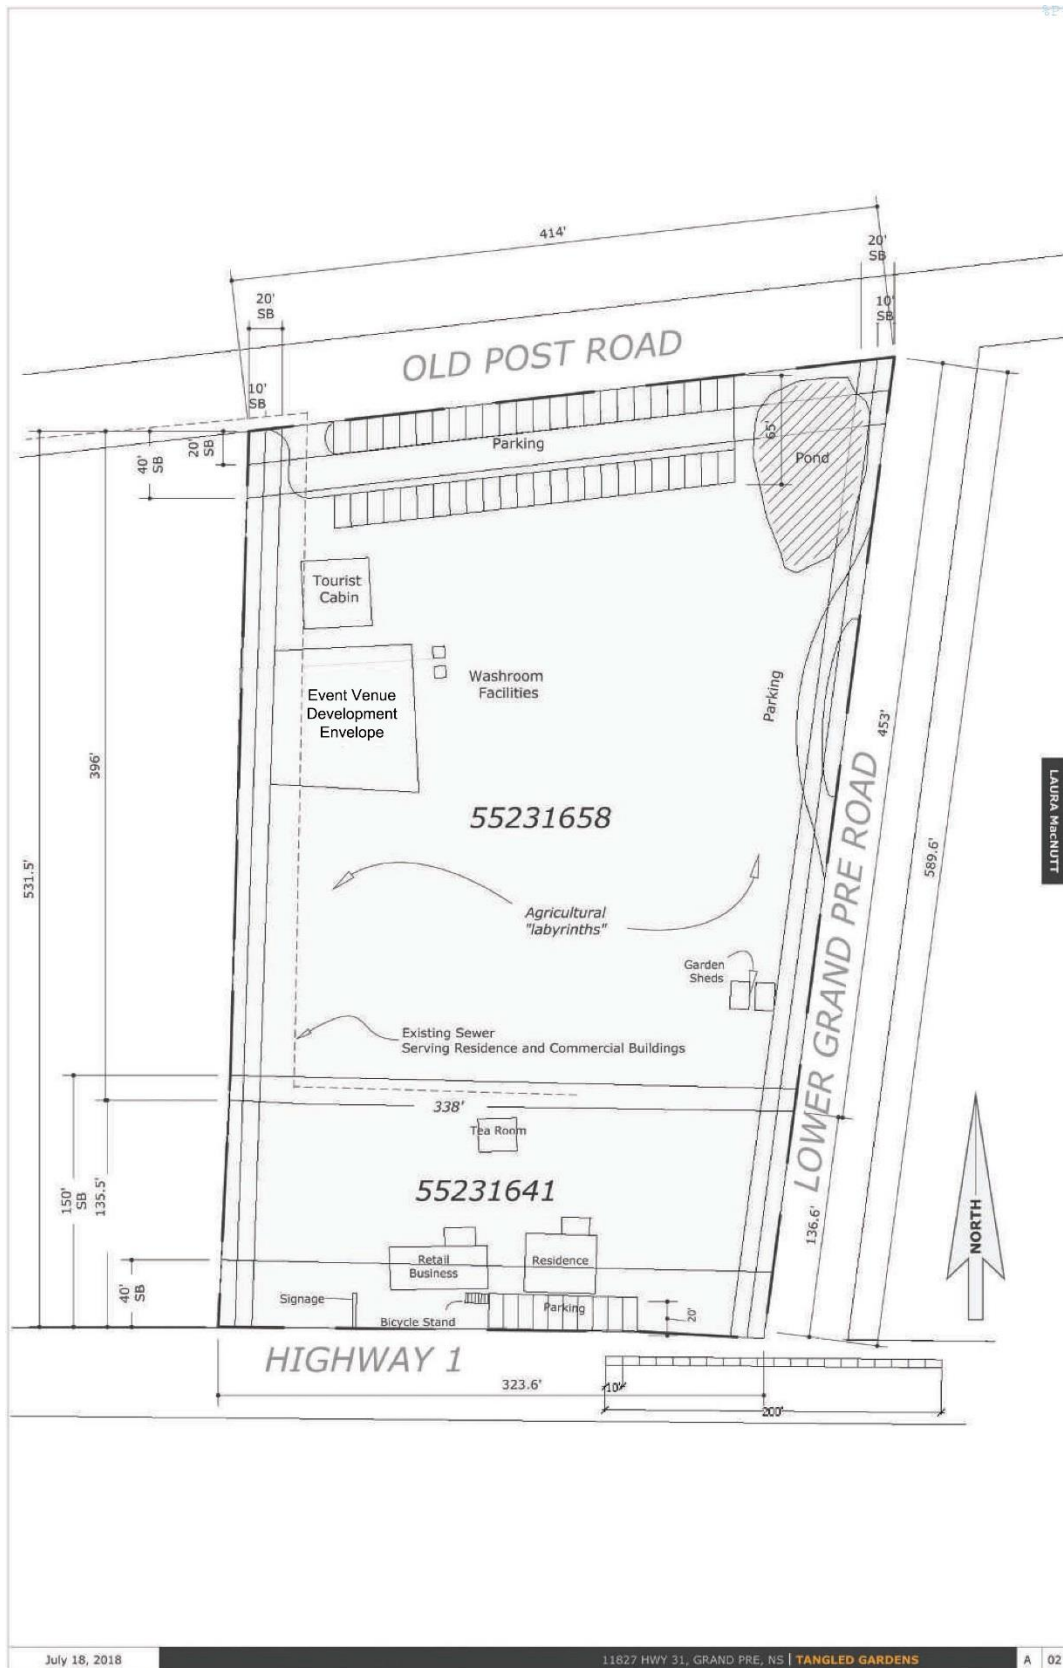 414'
20'
SB
10'
SB
20'
SB
10'
SB
OLD POST ROAD
20'
SB
40'
SB
Parking
65'
Pond
Tourist
Cabin
Washroom
Facilities
Event Venue
Development
Envelope
Parking
453'
396'
55231658
LAURA MacNUTT
531.5'
589.6'
Agricultural
"labyrinths"
Garden
Sheds
LOWER GRAND PRE ROAD
Existing Sewer
Serving Residence and Commercial Buildings
338'
Tea Room
55231641
150'
SB
135.5'
136.6'
NORTH
Retail
Business
Residence
40'
SB
Signage
Bicycle Stand
Parking
20'
HIGHWAY 1
323.6'
10'
200'
July 18, 2018
11827 HWY 31, GRAND PRE, NS | TANGLED GARDENS
A 02